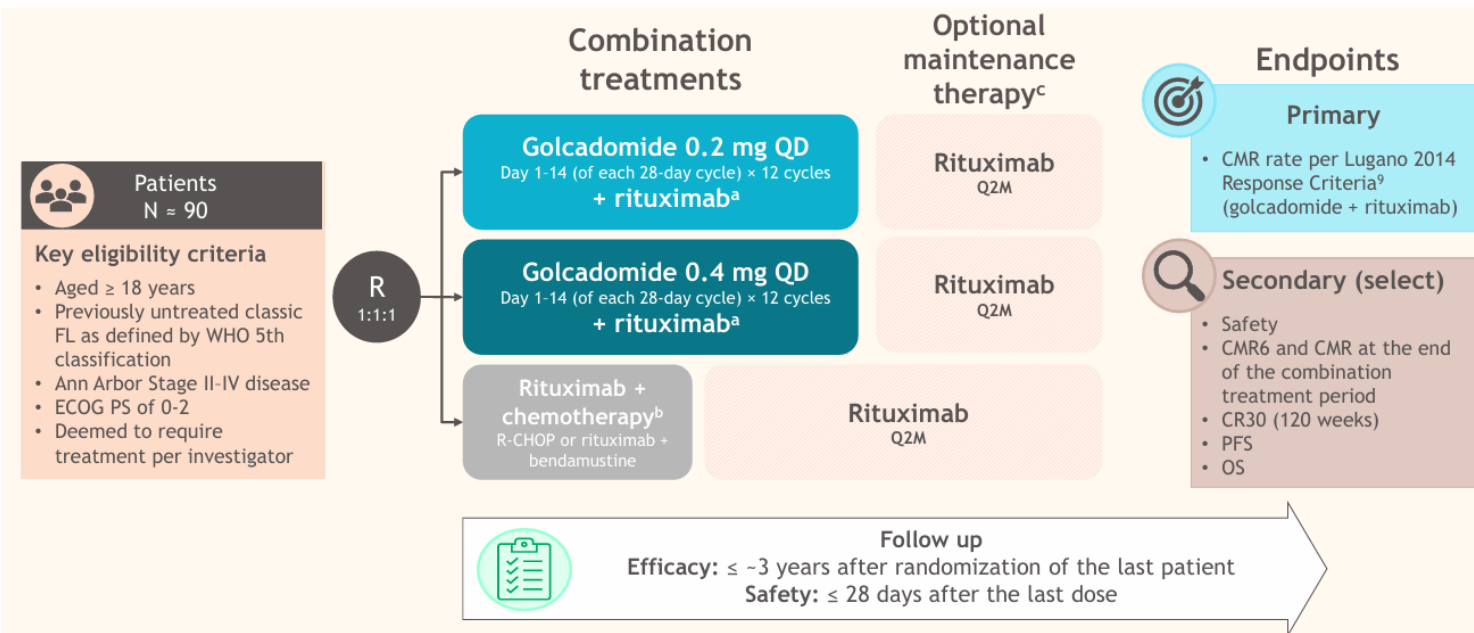 Combination
treatments
Optional
maintenance
therapyᶜ
Endpoints
Patients
N ≈ 90
Key eligibility criteria
• Aged ≥ 18 years
• Previously untreated classic
FL as defined by WHO 5th
classification
• Ann Arbor Stage II–IV disease
• ECOG PS of 0-2
• Deemed to require
treatment per investigator
R
1:1:1
Golcadomide 0.2 mg QD
Day 1–14 (of each 28-day cycle) × 12 cycles
+ rituximabᵃ
Rituximab
Q2M
Golcadomide 0.4 mg QD
Day 1–14 (of each 28-day cycle) × 12 cycles
+ rituximabᵃ
Rituximab
Q2M
Rituximab +
chemotherapyᵇ
R-CHOP or rituximab +
bendamustine
Rituximab
Q2M
Primary
• CMR rate per Lugano 2014
Response Criteria⁹
(golcadomide + rituximab)
Secondary (select)
• Safety
• CMR6 and CMR at the end
of the combination
treatment period
• CR30 (120 weeks)
• PFS
• OS
Follow up
Efficacy: ≤ ~3 years after randomization of the last patient
Safety: ≤ 28 days after the last dose